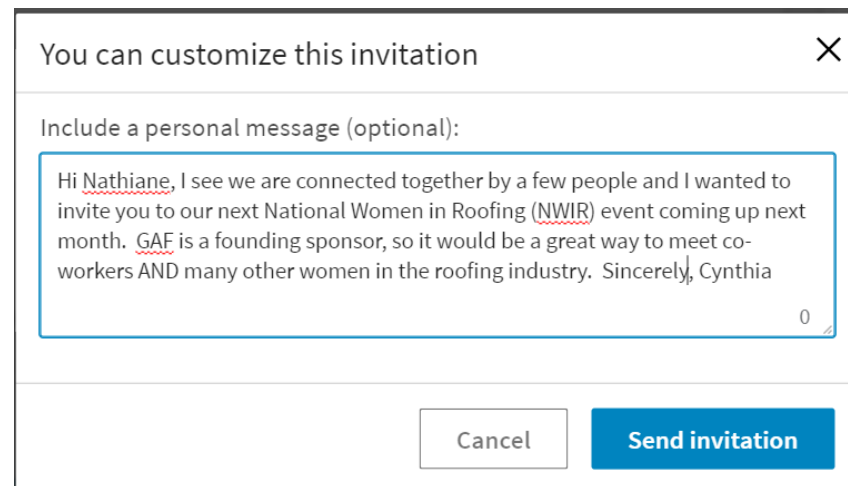 You can customize this invitation
Include a personal message (optional):
Hi Nathiane, I see we are connected together by a few people and I wanted to
invite you to our next National Women in Roofing (NWIR) event coming up next
month.  GAF is a founding sponsor, so it would be a great way to meet co-
workers AND many other women in the roofing industry.  Sincerely, Cynthia
0
Cancel
Send invitation